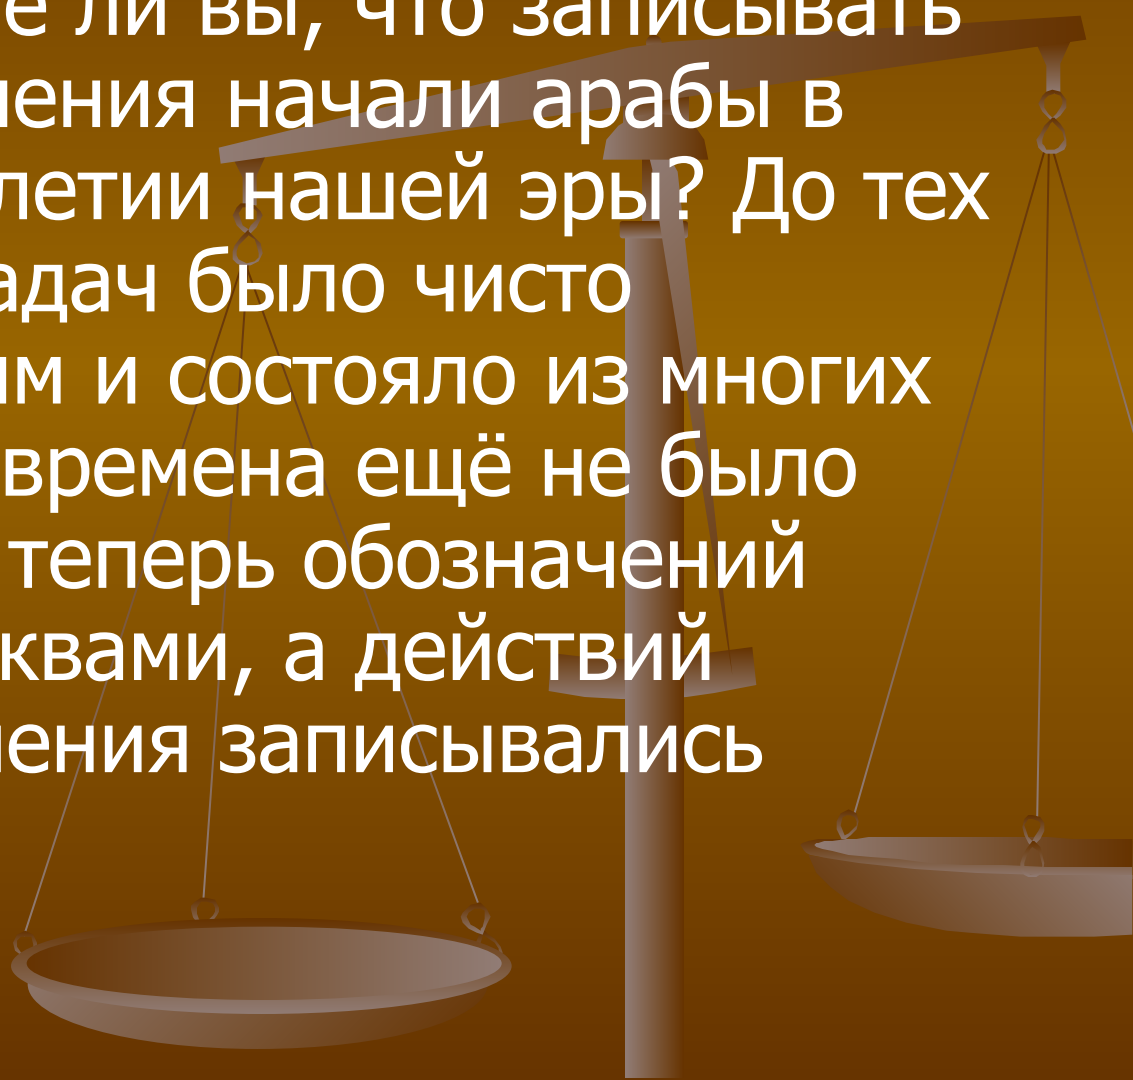 е ли вы, что записывать
ения начали арабы в
летии нашей эры? До тех
адач было чисто
им и состояло из многих
времена ещё не было
теперь обозначений
квами, а действий
ения записывались